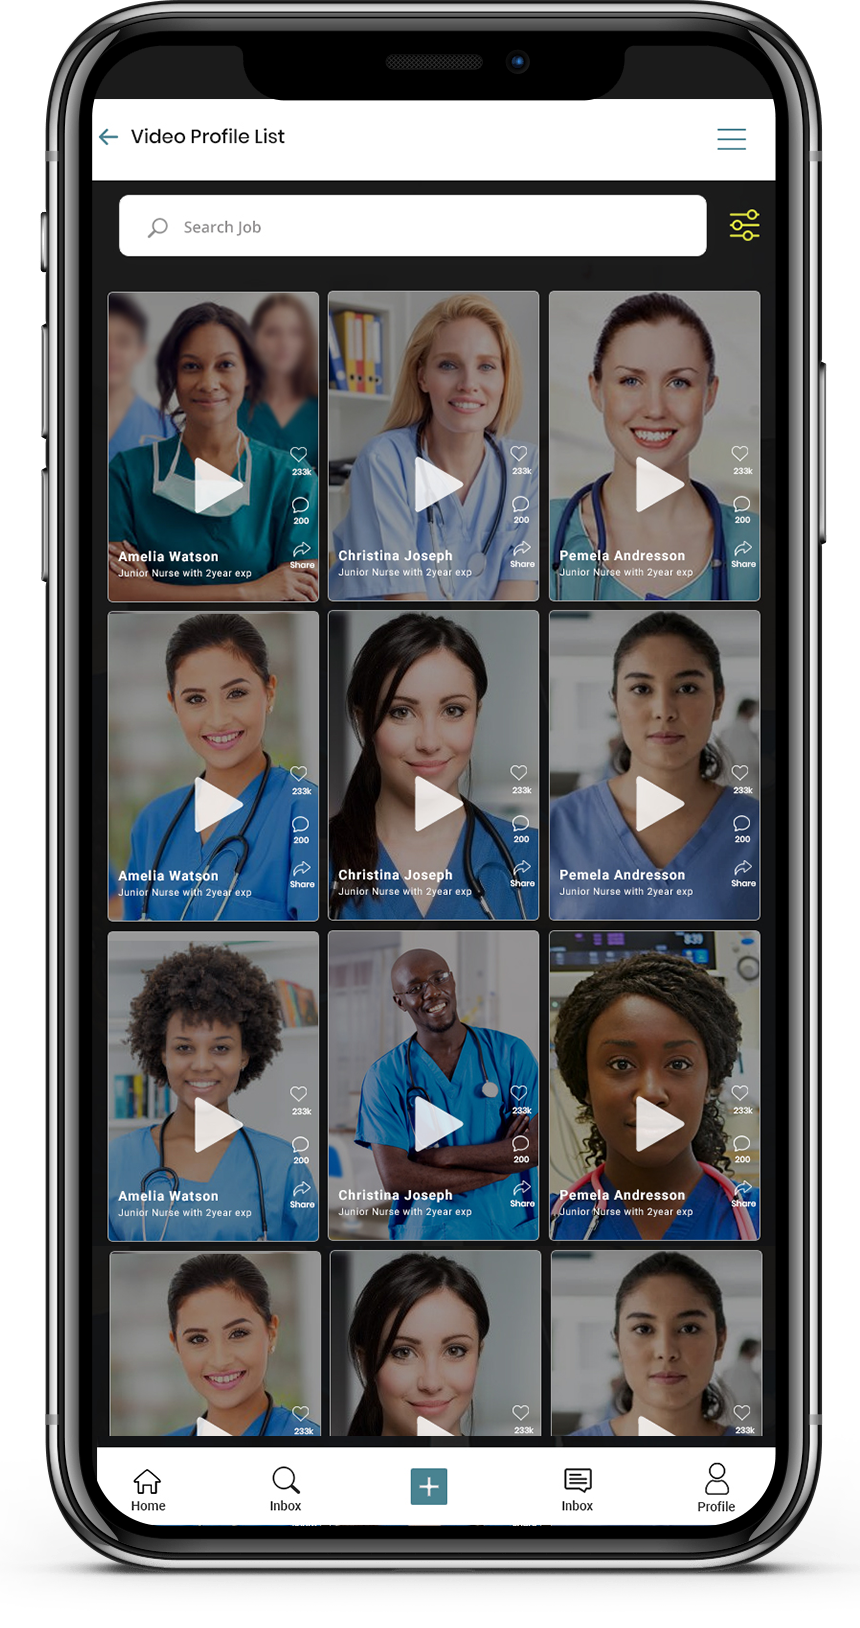 Video Profile List
Search Job
233k
233k
233k
200
200
200
Amelia Watson
Christina Joseph
Pemela Andresson
Share
Share
Share
Junior Nurse with 2year exp
Junior Nurse with 2year exp
Junior Nurse with 2year exp
233k
233k
233k
200
200
200
Amelia Watson
Christina Joseph
Pemela Andresson
Share
Share
Share
Junior Nurse with 2year exp
Junior Nurse with 2year exp
Junior Nurse with 2year exp
8:39
233k
233k
233k
200
200
200
Amelia Watson
Christina Joseph
Pemela Andresson
Share
Share
Share
Junior Nurse with 2year exp
Junior Nurse with 2year exp
Junior Nurse with 2year exp
233k
233k
233k
Home
Inbox
Inbox
Profile